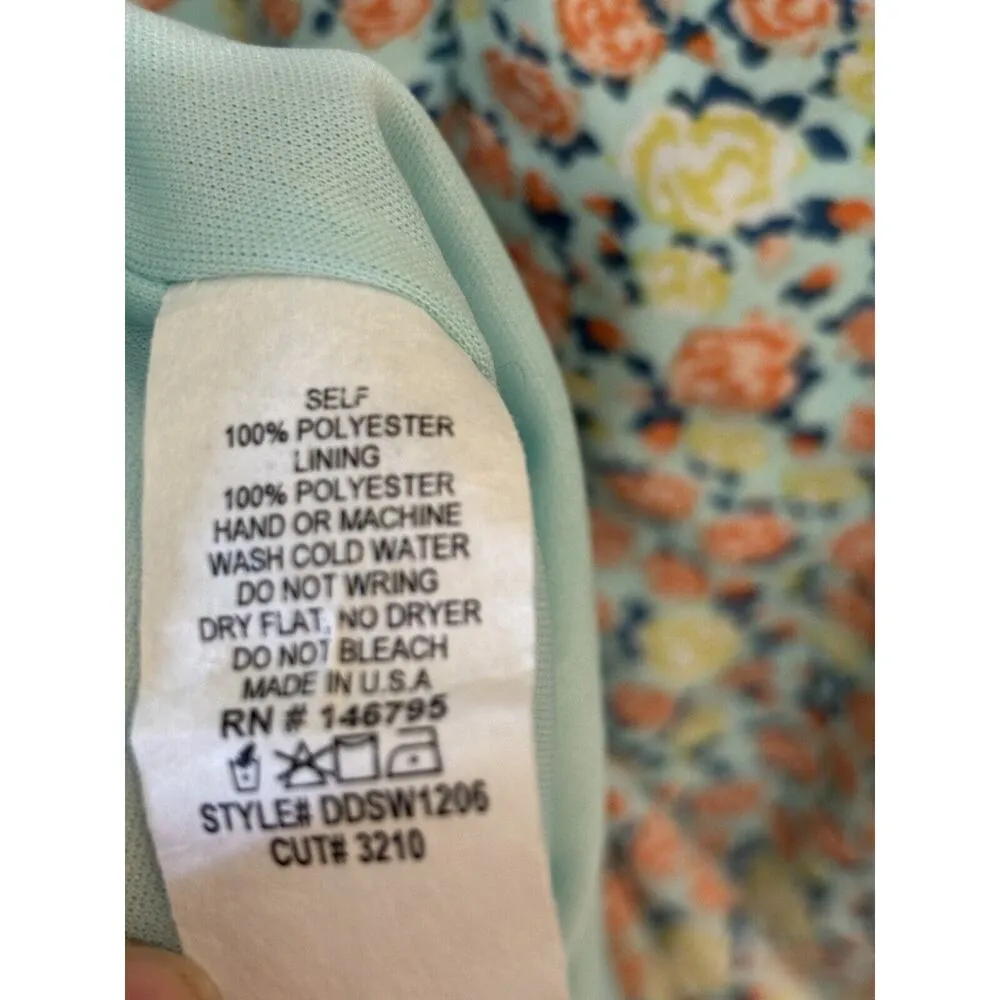 SELF
100% POLYESTER
LINING
100% POLYESTER
HAND OR MACHINE
WASH COLD WATER
DO NOT WRING
DRY FLAT, NO DRYER
DO NOT BLEACH
MADE IN U.S.A
RN # 146795
STYLE# DDSW1206
CUT# 3210